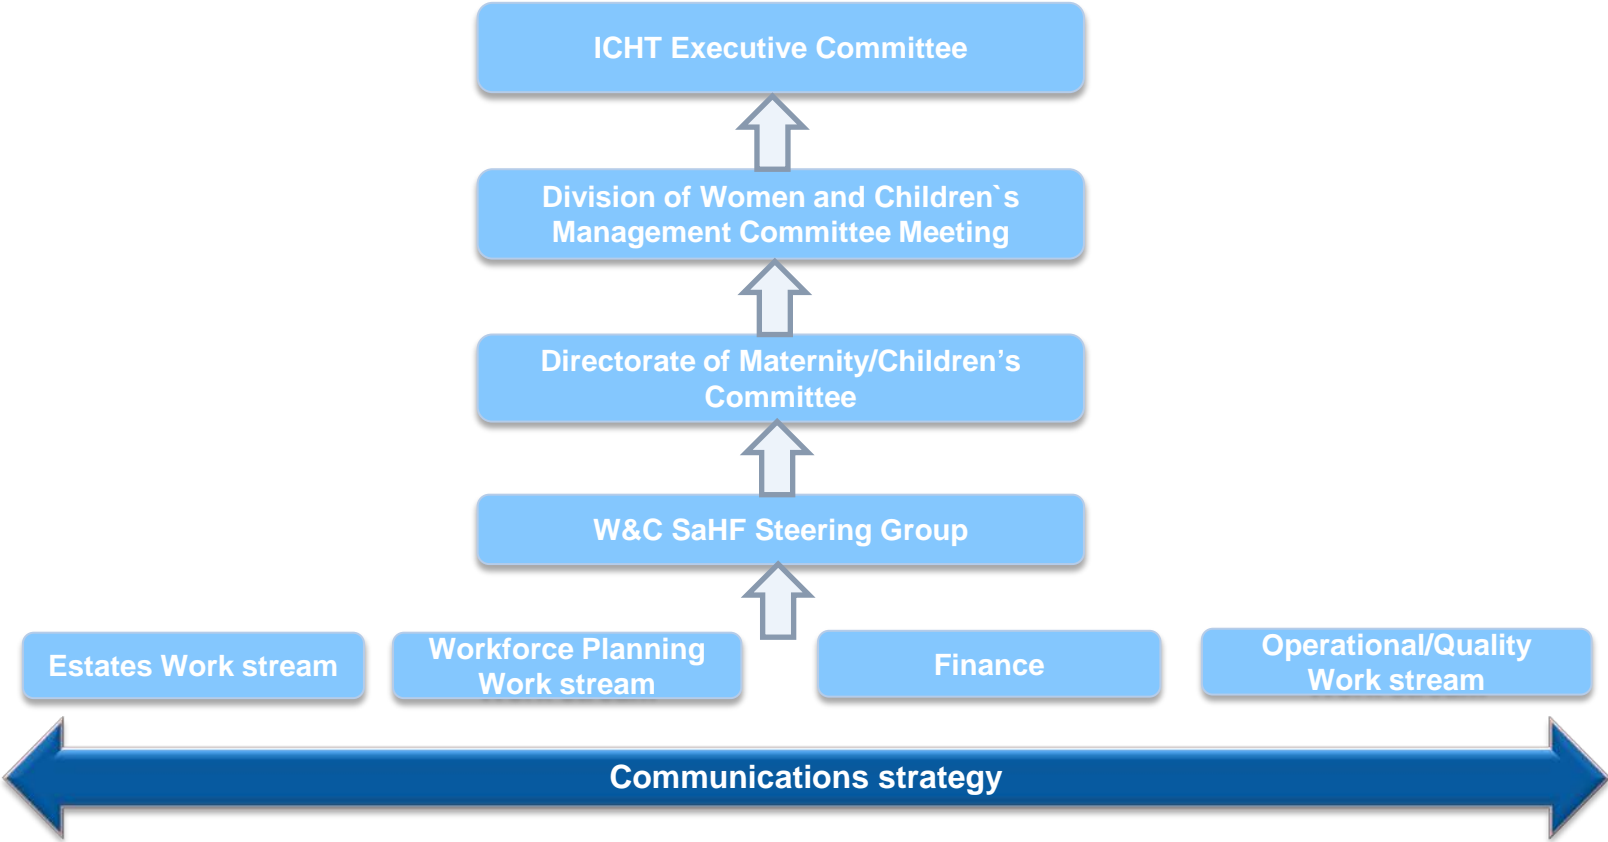 ICHT Executive Committee
Division of Women and Children`s
Management Committee Meeting
Directorate of Maternity/Children’s
Committee
W&C SaHF Steering Group
Estates Work stream
Workforce Planning
Work stream
Finance
Operational/Quality
Work stream
Communications strategy